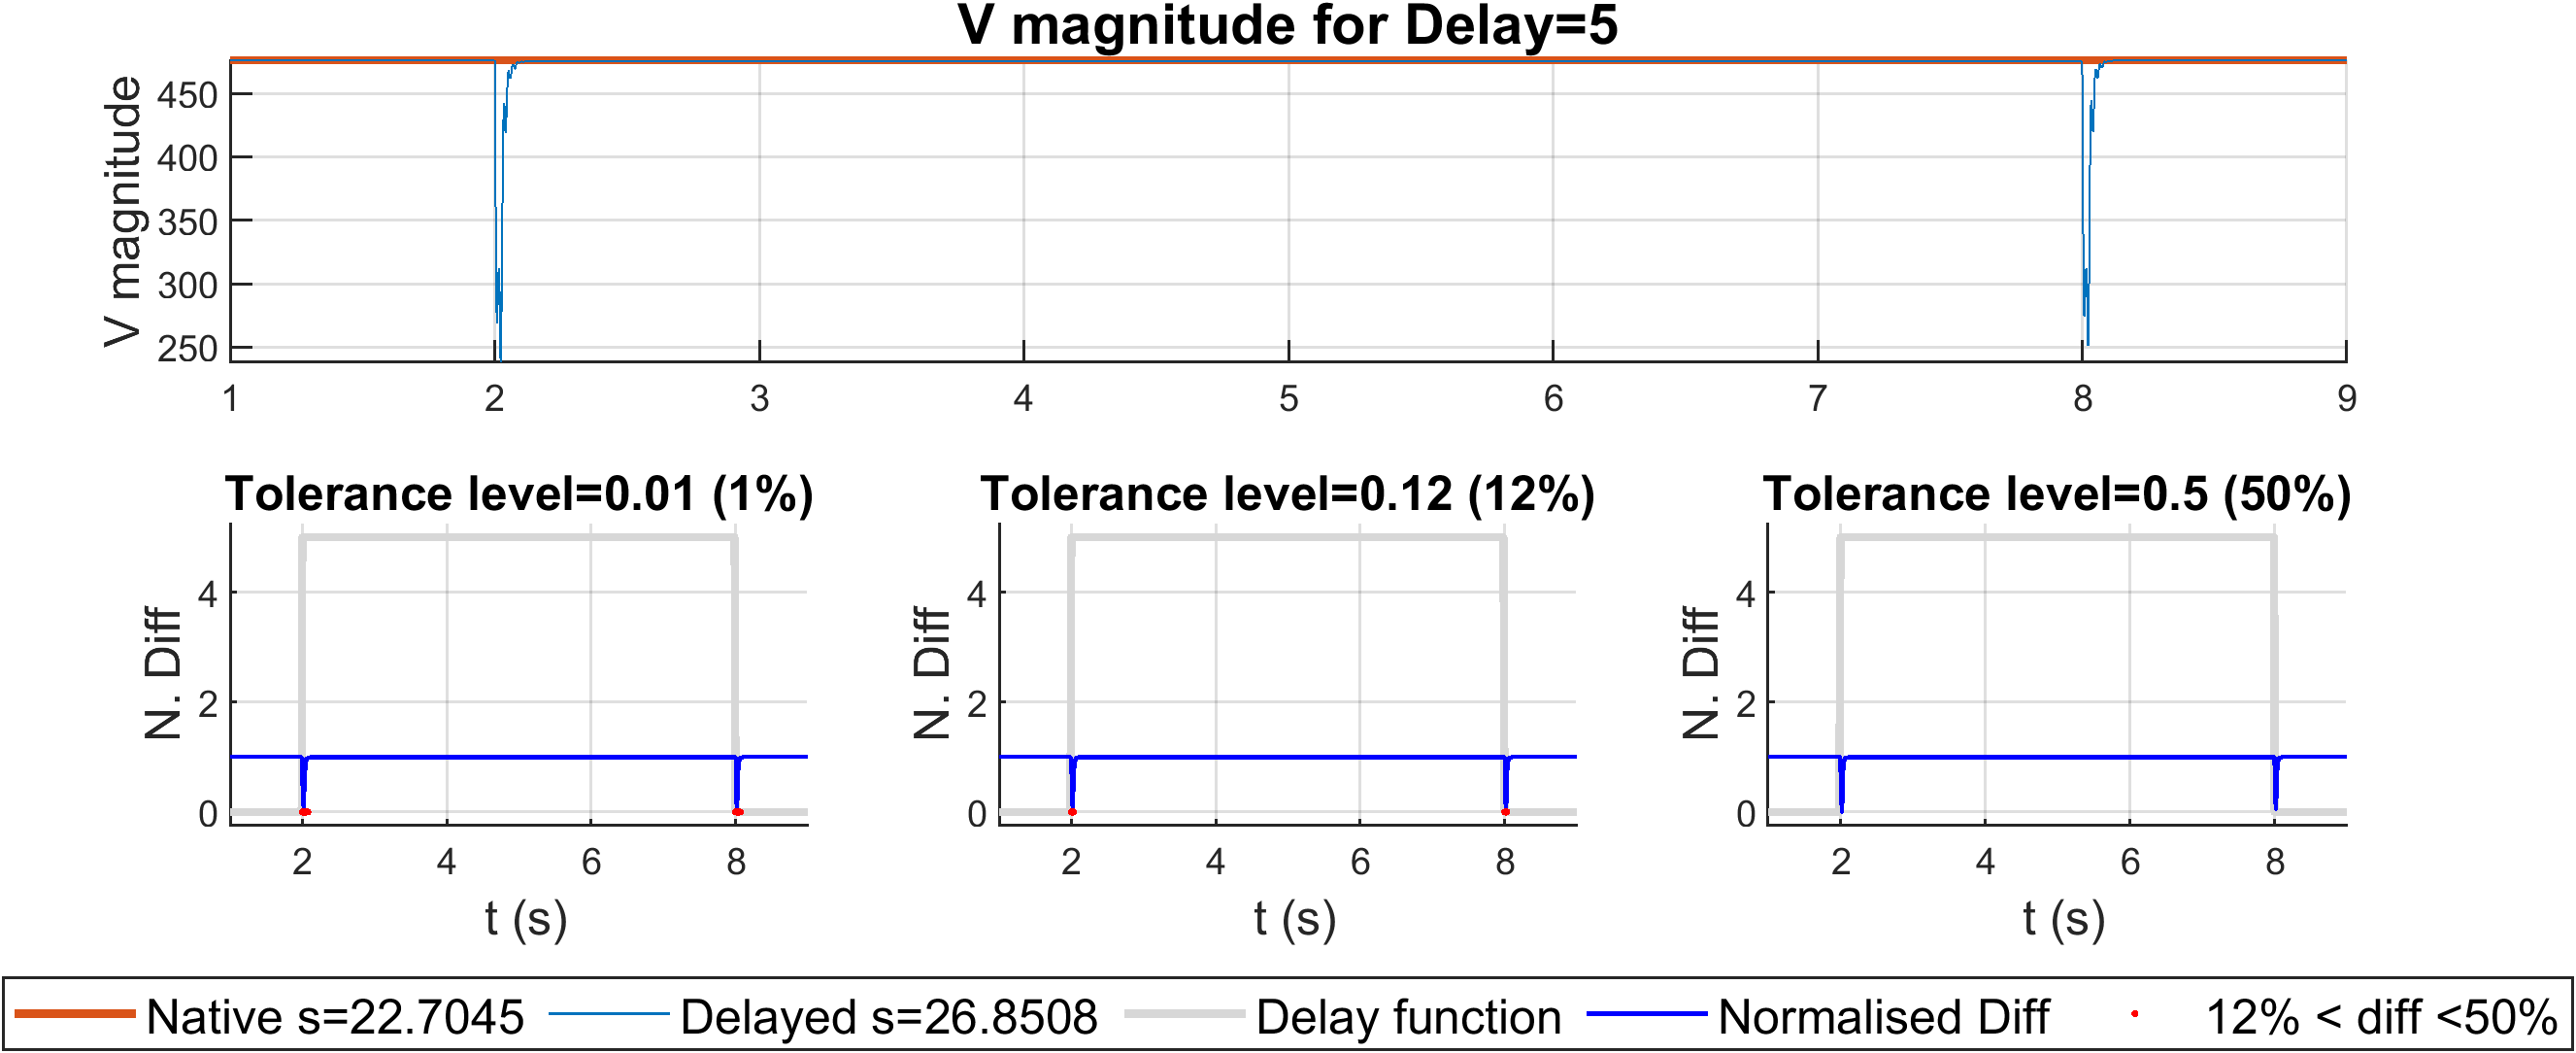 V magnitude for Delay=5
V magnitude
450
400
350
300
250
1 2 3 4 5 6 7 8 9
Tolerance level=0.01 (1%)
N. Diff
4
2
0
2 4 6 8
t (s)
Tolerance level=0.12 (12%)
N. Diff
4
2
0
2 4 6 8
t (s)
Tolerance level=0.5 (50%)
N. Diff
4
2
0
2 4 6 8
t (s)
Native s=22.7045 Delayed s=26.8508 Delay function Normalised Diff 12% < diff <50%